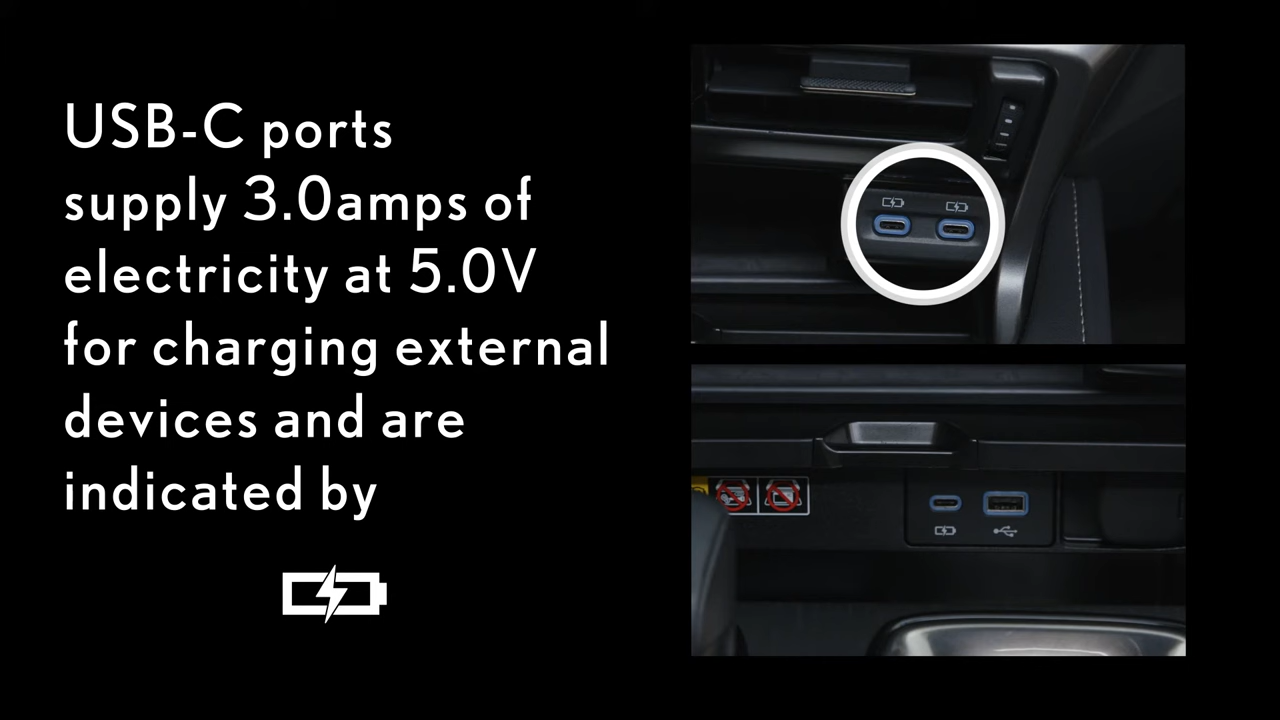 USB-C ports
supply 3.0amps of
electricity at 5.0V
for charging external
devices and are
indicated by